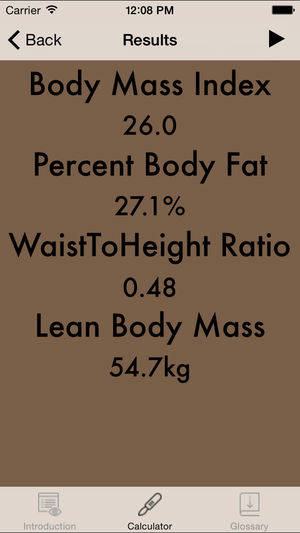 Carrier 12:08 PM
Back Results
Body Mass Index
26.0
Percent Body Fat
27.1%
WaistToHeight Ratio
0.48
Lean Body Mass
54.7kg
Introduction Calculator Glossary